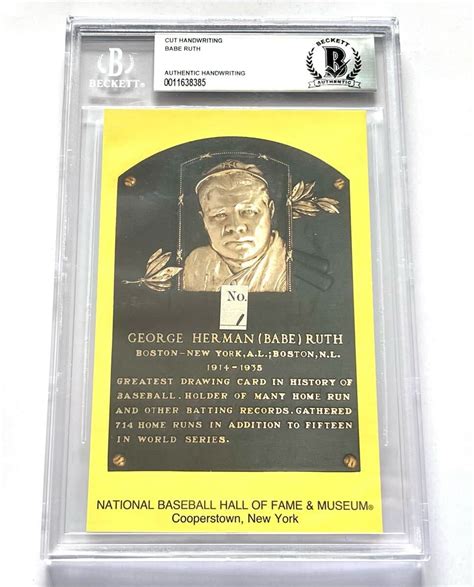 CUT HANDWRITING
BABE RUTH
AUTHENTIC HANDWRITING
0011638385
B
BECKETT®
BECKETT
B
AUTHENTIC
No.
1
GEORGE HERMAN (BABE) RUTH
BOSTON-NEW YORK, A.L.; BOSTON, N.L.
1914-1935
GREATEST DRAWING CARD IN HISTORY OF
BASEBALL. HOLDER OF MANY HOME RUN
AND OTHER BATTING RECORDS. GATHERED
714 HOME RUNS IN ADDITION TO FIFTEEN
IN WORLD SERIES.
NATIONAL BASEBALL HALL OF FAME & MUSEUM®
Cooperstown, New York